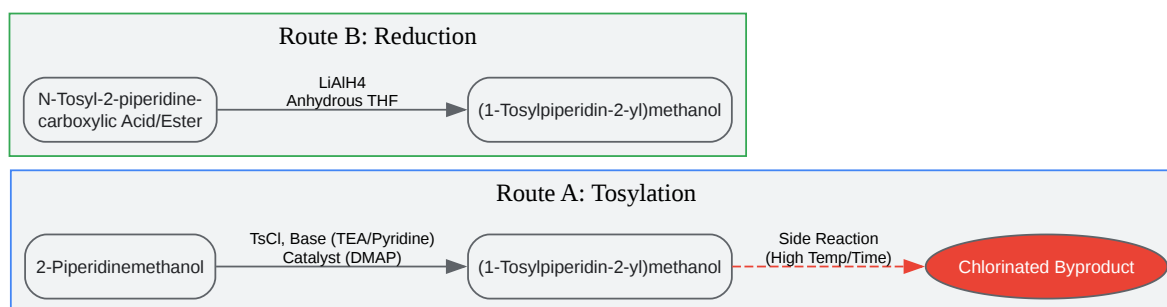 Route B: Reduction
N-Tosyl-2-piperidine-
carboxylic Acid/Ester
LiAlH4
Anhydrous THF
(1-Tosylpiperidin-2-yl)methanol
Route A: Tosylation
2-Piperidinemethanol
TsCl, Base (TEA/Pyridine)
Catalyst (DMAP)
(1-Tosylpiperidin-2-yl)methanol
Side Reaction
(High Temp/Time)
Chlorinated Byproduct